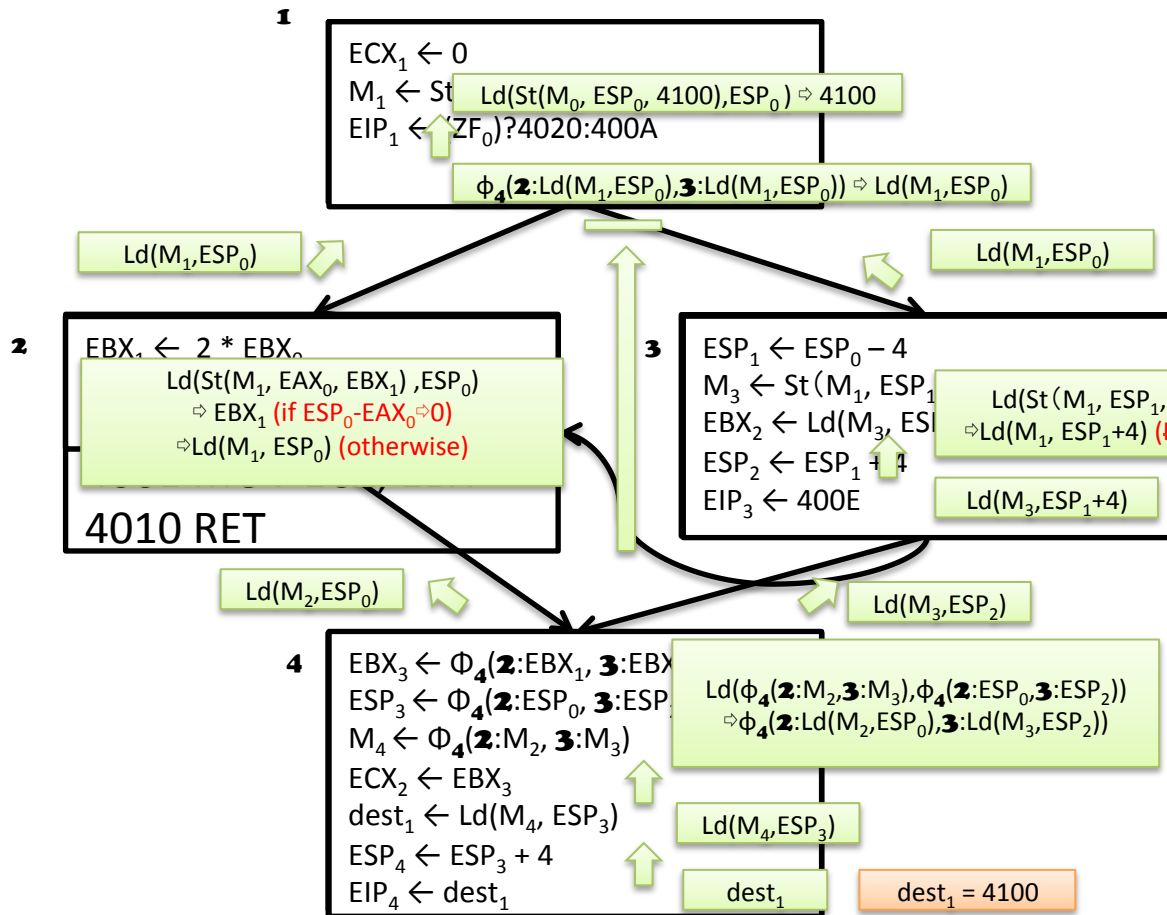 1
ECX₁ ← 0
M₁ ← St
Ld(St(M₀, ESP₀, 4100),ESP₀) ⇨ 4100
EIP₁ ← (ZF₀)?4020:400A
ϕ₄(2:Ld(M₁,ESP₀),3:Ld(M₁,ESP₀)) ⇨ Ld(M₁,ESP₀)
Ld(M₁,ESP₀)
Ld(M₁,ESP₀)
2
EBX₁ ← 2 * EBX₀
Ld(St(M₁, EAX₀, EBX₁) ,ESP₀)
⇨ EBX₁ (if ESP₀-EAX₀⇨0)
⇨Ld(M₁, ESP₀) (otherwise)
4010 RET
3
ESP₁ ← ESP₀ – 4
M₃ ← St(M₁, ESP₁
EBX₂ ← Ld(M₃, ESP
ESP₂ ← ESP₁ + 4
EIP₃ ← 400E
Ld(St(M₁, ESP₁,
⇨Ld(M₁, ESP₁+4)
Ld(M₃,ESP₁+4)
Ld(M₂,ESP₀)
Ld(M₃,ESP₂)
4
EBX₃ ← Φ₄(2:EBX₁, 3:EBX
ESP₃ ← Φ₄(2:ESP₀, 3:ESP
M₄ ← Φ₄(2:M₂, 3:M₃)
ECX₂ ← EBX₃
dest₁ ← Ld(M₄, ESP₃)
ESP₄ ← ESP₃ + 4
EIP₄ ← dest₁
Ld(ϕ₄(2:M₂,3:M₃),ϕ₄(2:ESP₀,3:ESP₂))
⇨ϕ₄(2:Ld(M₂,ESP₀),3:Ld(M₃,ESP₂))
Ld(M₄,ESP₃)
dest₁
dest₁ = 4100